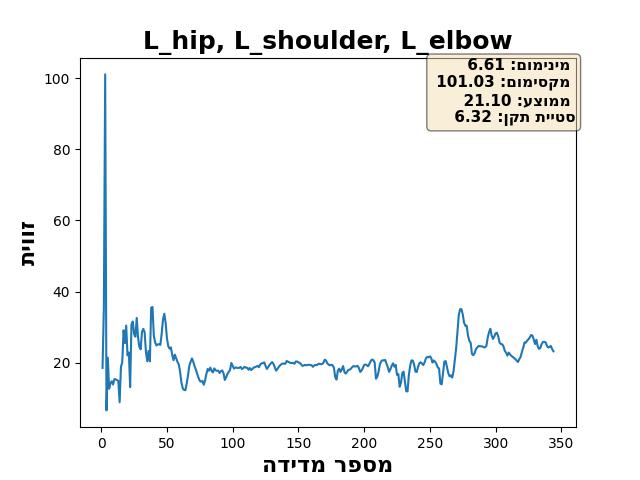 L_hip, L_shoulder, L_elbow
מינימום: 6.61
מקסימום: 101.03
ממוצע: 21.10
סטיית תקן: 6.32
זווית
100
80
60
40
20
0 50 100 150 200 250 300 350
מספר מדידה